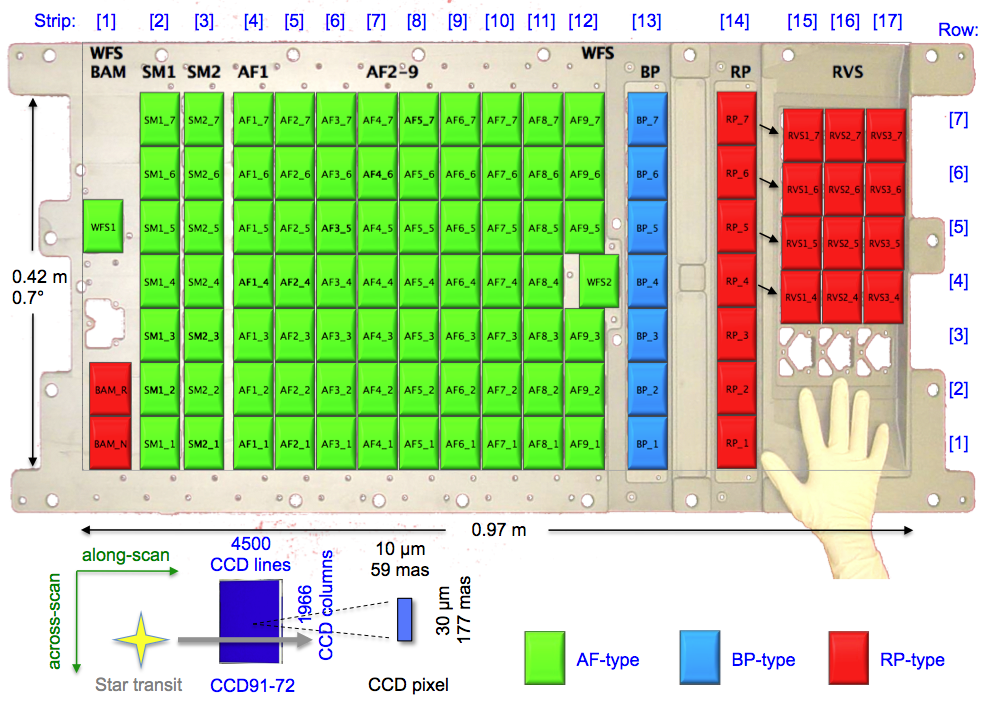 Strip: [1] [2] [3] [4] [5] [6] [7] [8] [9] [10] [11] [12] [13] [14] [15] [16] [17] Row:
WFS WFS
BAM SM1 SM2 AF1 AF2-9 BP RP RVS
SM1_7 SM2_7 AF1_7 AF2_7 AF3_7 AF4_7 AF5_7 AF6_7 AF7_7 AF8_7 AF9_7 BP_7 RP_7 RVS1_7 RVS2_7 RVS3_7 [7]
SM1_6 SM2_6 AF1_6 AF2_6 AF3_6 AF4_6 AF5_6 AF6_6 AF7_6 AF8_6 AF9_6 BP_6 RP_6 RVS1_6 RVS2_6 RVS3_6 [6]
WFS1 SM1_5 SM2_5 AF1_5 AF2_5 AF3_5 AF4_5 AF5_5 AF6_5 AF7_5 AF8_5 AF9_5 BP_5 RP_5 RVS1_5 RVS2_5 RVS3_5 [5]
0.42 m
0.7°
SM1_4 SM2_4 AF1_4 AF2_4 AF3_4 AF4_4 AF5_4 AF6_4 AF7_4 AF8_4 WFS2 BP_4 RP_4 RVS1_4 RVS2_4 RVS3_4 [4]
SM1_3 SM2_3 AF1_3 AF2_3 AF3_3 AF4_3 AF5_3 AF6_3 AF7_3 AF8_3 AF9_3 BP_3 RP_3 [3]
BAM_R SM1_2 SM2_2 AF1_2 AF2_2 AF3_2 AF4_2 AF5_2 AF6_2 AF7_2 AF8_2 AF9_2 BP_2 RP_2 [2]
BAM_N SM1_1 SM2_1 AF1_1 AF2_1 AF3_1 AF4_1 AF5_1 AF6_1 AF7_1 AF8_1 AF9_1 BP_1 RP_1 [1]
0.97 m
along-scan
across-scan
Star transit
4500
CCD lines
1966
CCD columns
CCD91-72
10 µm
59 mas
30 µm
177 mas
CCD pixel
AF-type
BP-type
RP-type